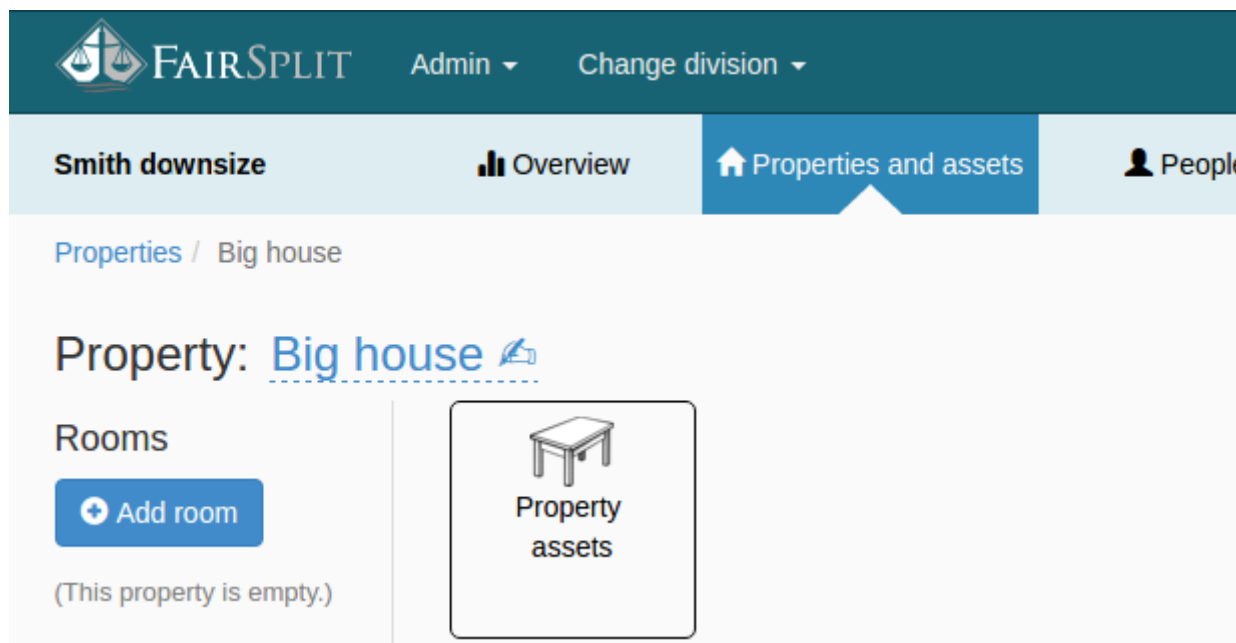 FAIRSPLIT Admin Change division
Smith downsize Overview Properties and assets
Properties / Big house
Property: Big house
Rooms
Add room
(This property is empty.)
Property
assets